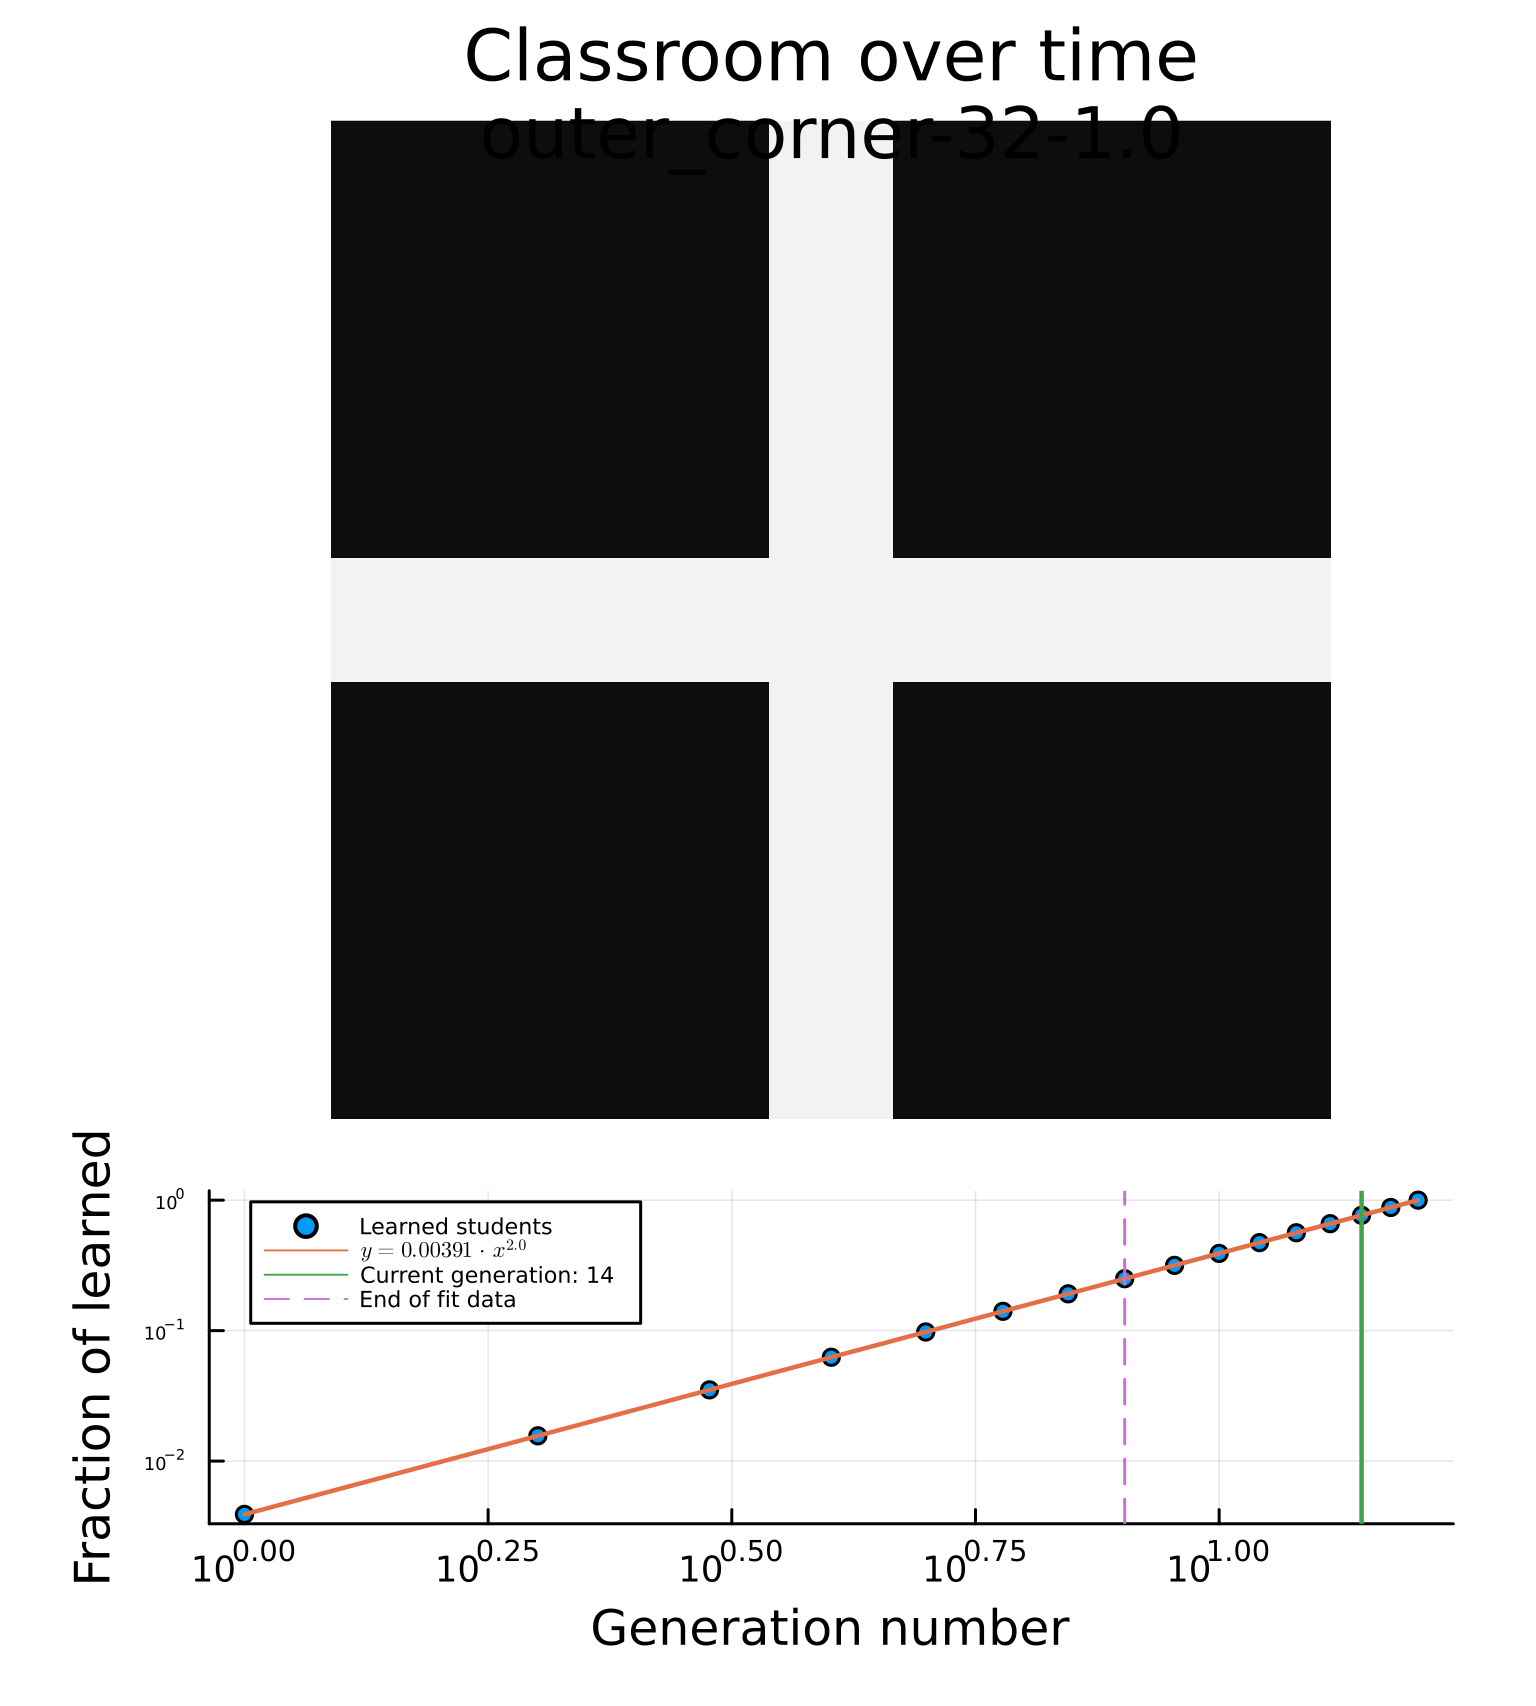 Classroom over time
outer_corner-32-1.0
Fraction of learned
10⁰
10⁻¹
10⁻²
Learned students
y = 0.00391 · x^{2.0}
Current generation: 14
End of fit data
10^{0.00} 10^{0.25} 10^{0.50} 10^{0.75} 10^{1.00}
Generation number